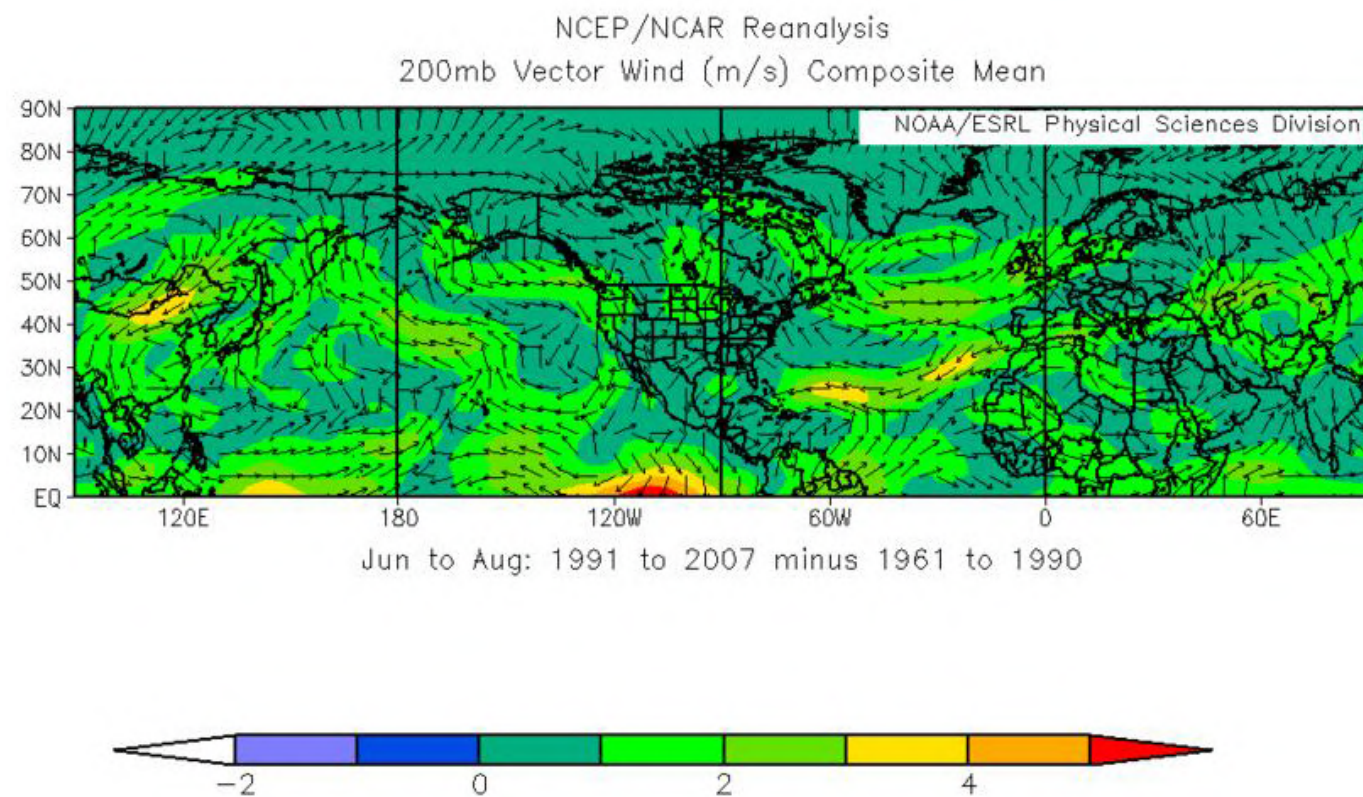 NCEP/NCAR Reanalysis
200mb Vector Wind (m/s) Composite Mean
NOAA/ESRL Physical Sciences Division
90N
80N
70N
60N
50N
40N
30N
20N
10N
EQ
120E 180 120W 60W 0 60E
Jun to Aug: 1991 to 2007 minus 1961 to 1990
-2 0 2 4